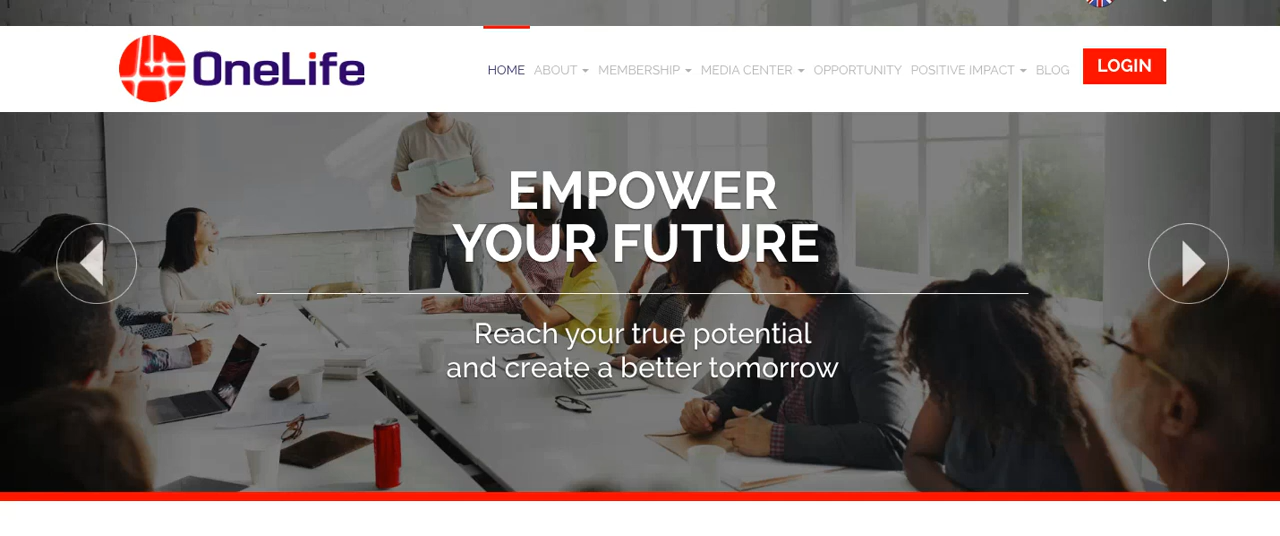 OneLife
HOME ABOUT MEMBERSHIP MEDIA CENTER OPPORTUNITY POSITIVE IMPACT BLOG LOGIN
EMPOWER
YOUR FUTURE
Reach your true potential
and create a better tomorrow